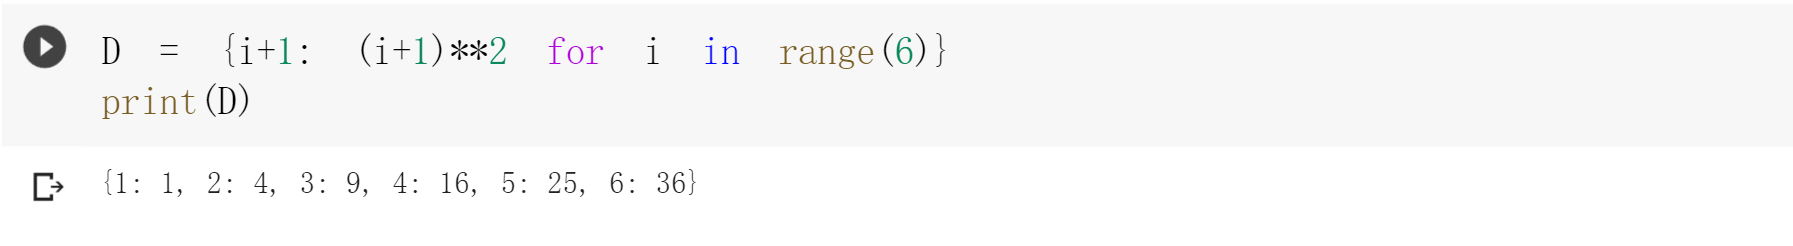 D = {i+1: (i+1)**2 for i in range(6)}
print(D)
{1: 1, 2: 4, 3: 9, 4: 16, 5: 25, 6: 36}